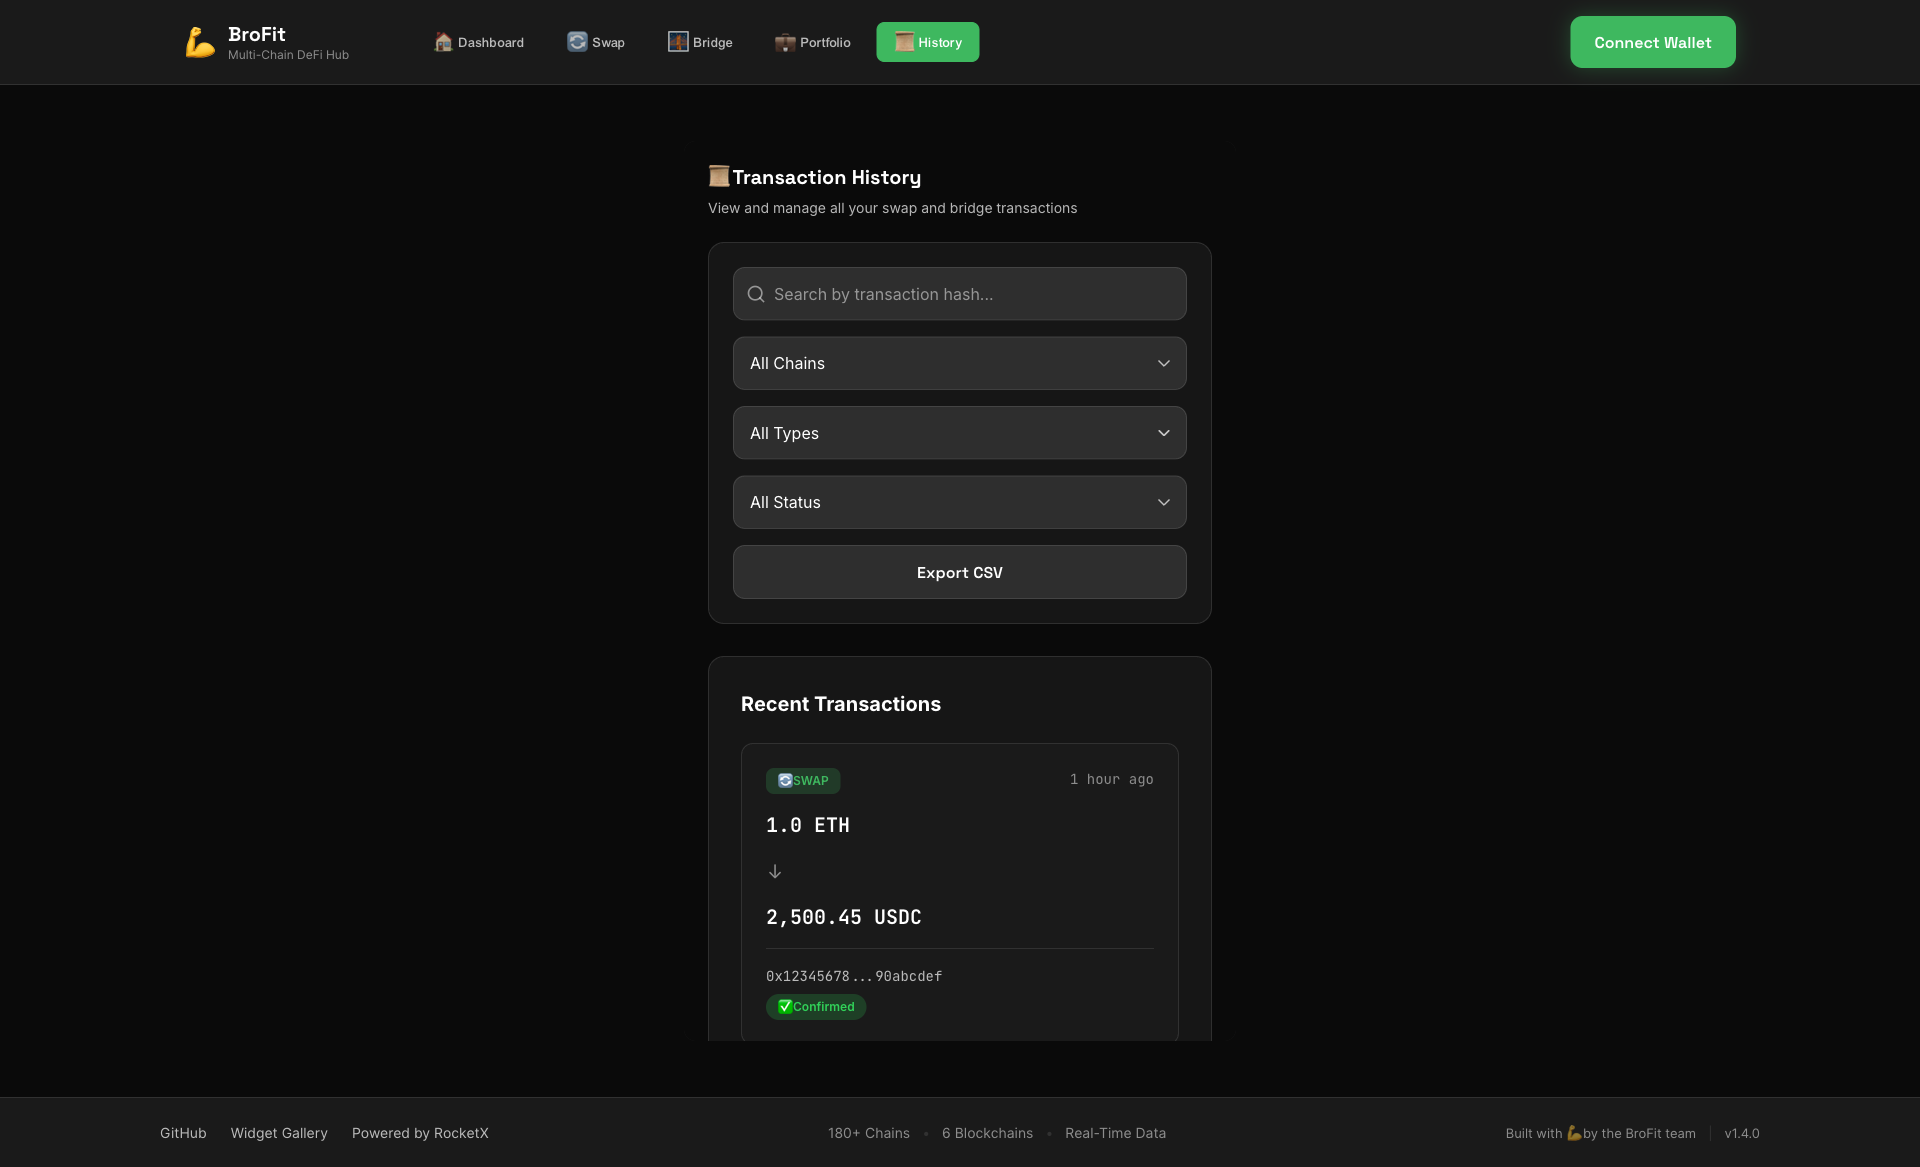 BroFit
Multi-Chain DeFi Hub
Dashboard
Swap
Bridge
Portfolio
History
Connect Wallet
Transaction History
View and manage all your swap and bridge transactions
Search by transaction hash...
All Chains
All Types
All Status
Export CSV
Recent Transactions
SWAP
1 hour ago
1.0 ETH
↓
2,500.45 USDC
0x12345678...90abcdef
Confirmed
GitHub
Widget Gallery
Powered by RocketX
180+ Chains • 6 Blockchains • Real-Time Data
Built with 💪 by the BroFit team | v1.4.0